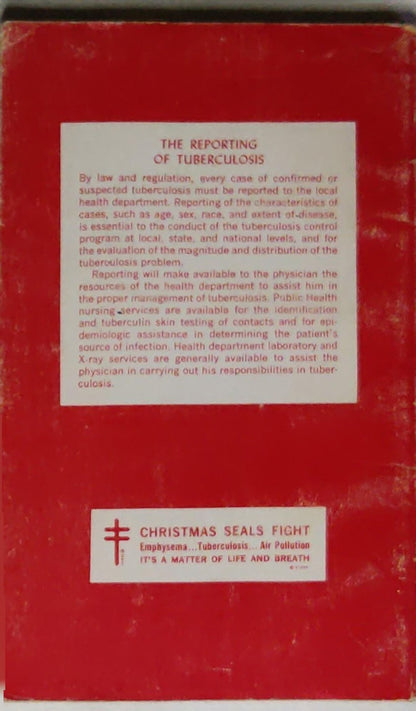 THE REPORTING
OF TUBERCULOSIS
By law and regulation, every case of confirmed or
suspected tuberculosis must be reported to the local
health department. Reporting of the characteristics of
cases, such as age, sex, race, and extent of disease,
is essential to the conduct of the tuberculosis control
program at local, state, and national levels, and for
the evaluation of the magnitude and distribution of the
tuberculosis problem.
Reporting will make available to the physician the
resources of the health department to assist him in
the proper management of tuberculosis. Public Health
nursing services are available for the identification
and tuberculin skin testing of contacts and for epi-
demiologic assistance in determining the patient's
source of infection. Health department laboratory and
X-ray services are generally available to assist the
physician in carrying out his responsibilities in tuber-
culosis.
CHRISTMAS SEALS FIGHT
Emphysema...Tuberculosis... Air Pollution
IT'S A MATTER OF LIFE AND BREATH